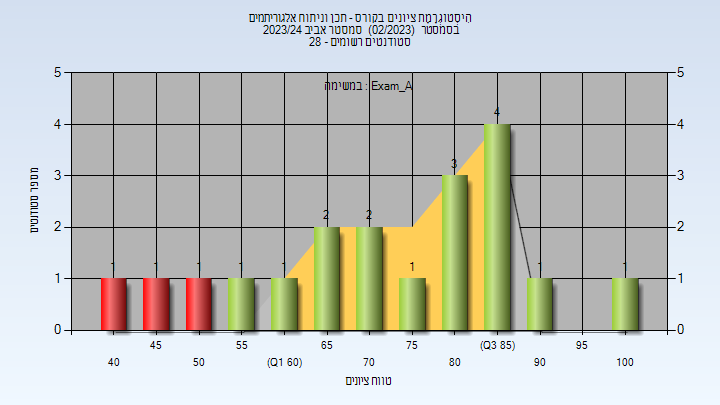 היסטוגרמת ציונים בקורס - תכן וניתוח אלגוריתמים
בסמסטר (02/2023) סמסטר אביב 2023/24
סטודנטים רשומים - 28
במשימה : Exam_A
מספר סטודנטים
5 5
4 4
3 3
2 2
1 1
0 0
1 1 1 1 1 2 2 1 3 4 1 1
45 55 65 75 (Q3 85) 95
40 50 (Q1 60) 70 80 90 100
טווח ציונים